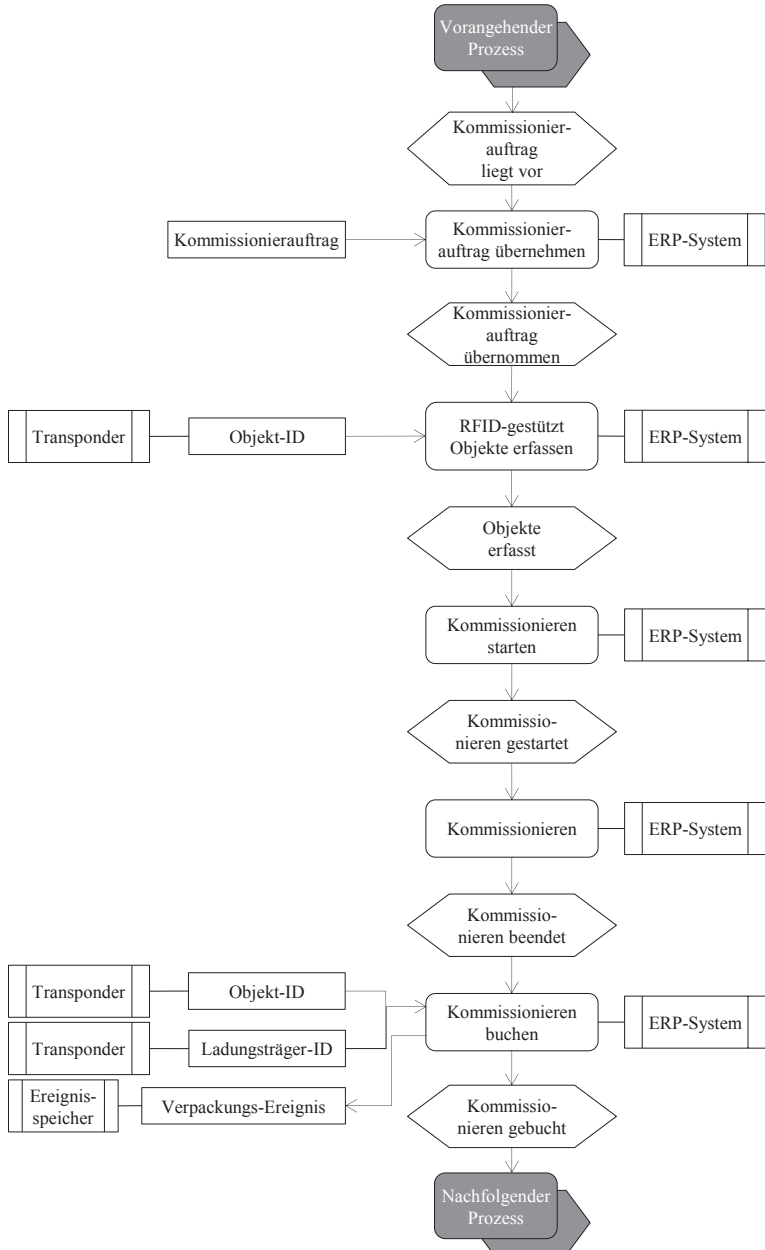 Vorangehender
Prozess
Kommissionier-
auftrag
liegt vor
Kommissionierauftrag
Kommissionier-
auftrag übernehmen
ERP-System
Kommissionier-
auftrag
übernommen
Transponder
Objekt-ID
RFID-gestützt
Objekte erfassen
ERP-System
Objekte
erfasst
Kommissionieren
starten
ERP-System
Kommissio-
nieren gestartet
Kommissionieren
ERP-System
Kommissio-
nieren beendet
Transponder
Objekt-ID
Transponder
Ladungsträger-ID
Kommissionieren
buchen
ERP-System
Ereignis-
speicher
Verpackungs-Ereignis
Kommissio-
nieren gebucht
Nachfolgender
Prozess